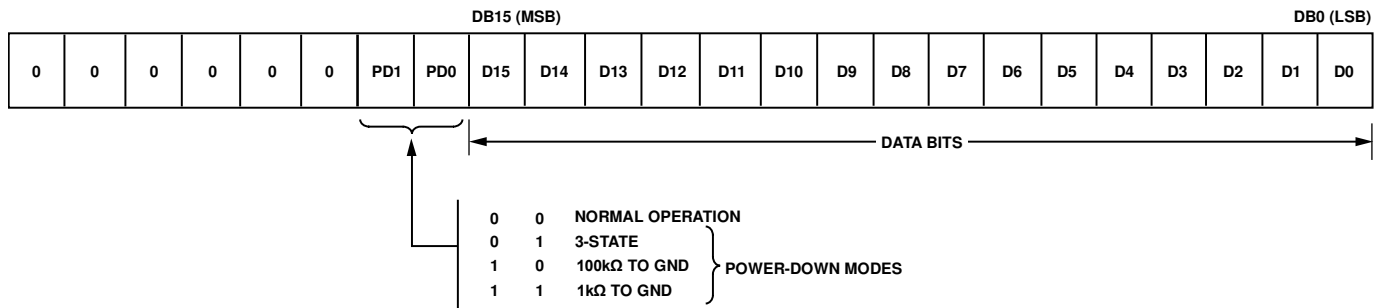 DB15 (MSB) DB0 (LSB)
0 0 0 0 0 0 PD1 PD0 D15 D14 D13 D12 D11 D10 D9 D8 D7 D6 D5 D4 D3 D2 D1 D0
DATA BITS
0 0 NORMAL OPERATION
0 1 3-STATE
1 0 100kΩ TO GND POWER-DOWN MODES
1 1 1kΩ TO GND